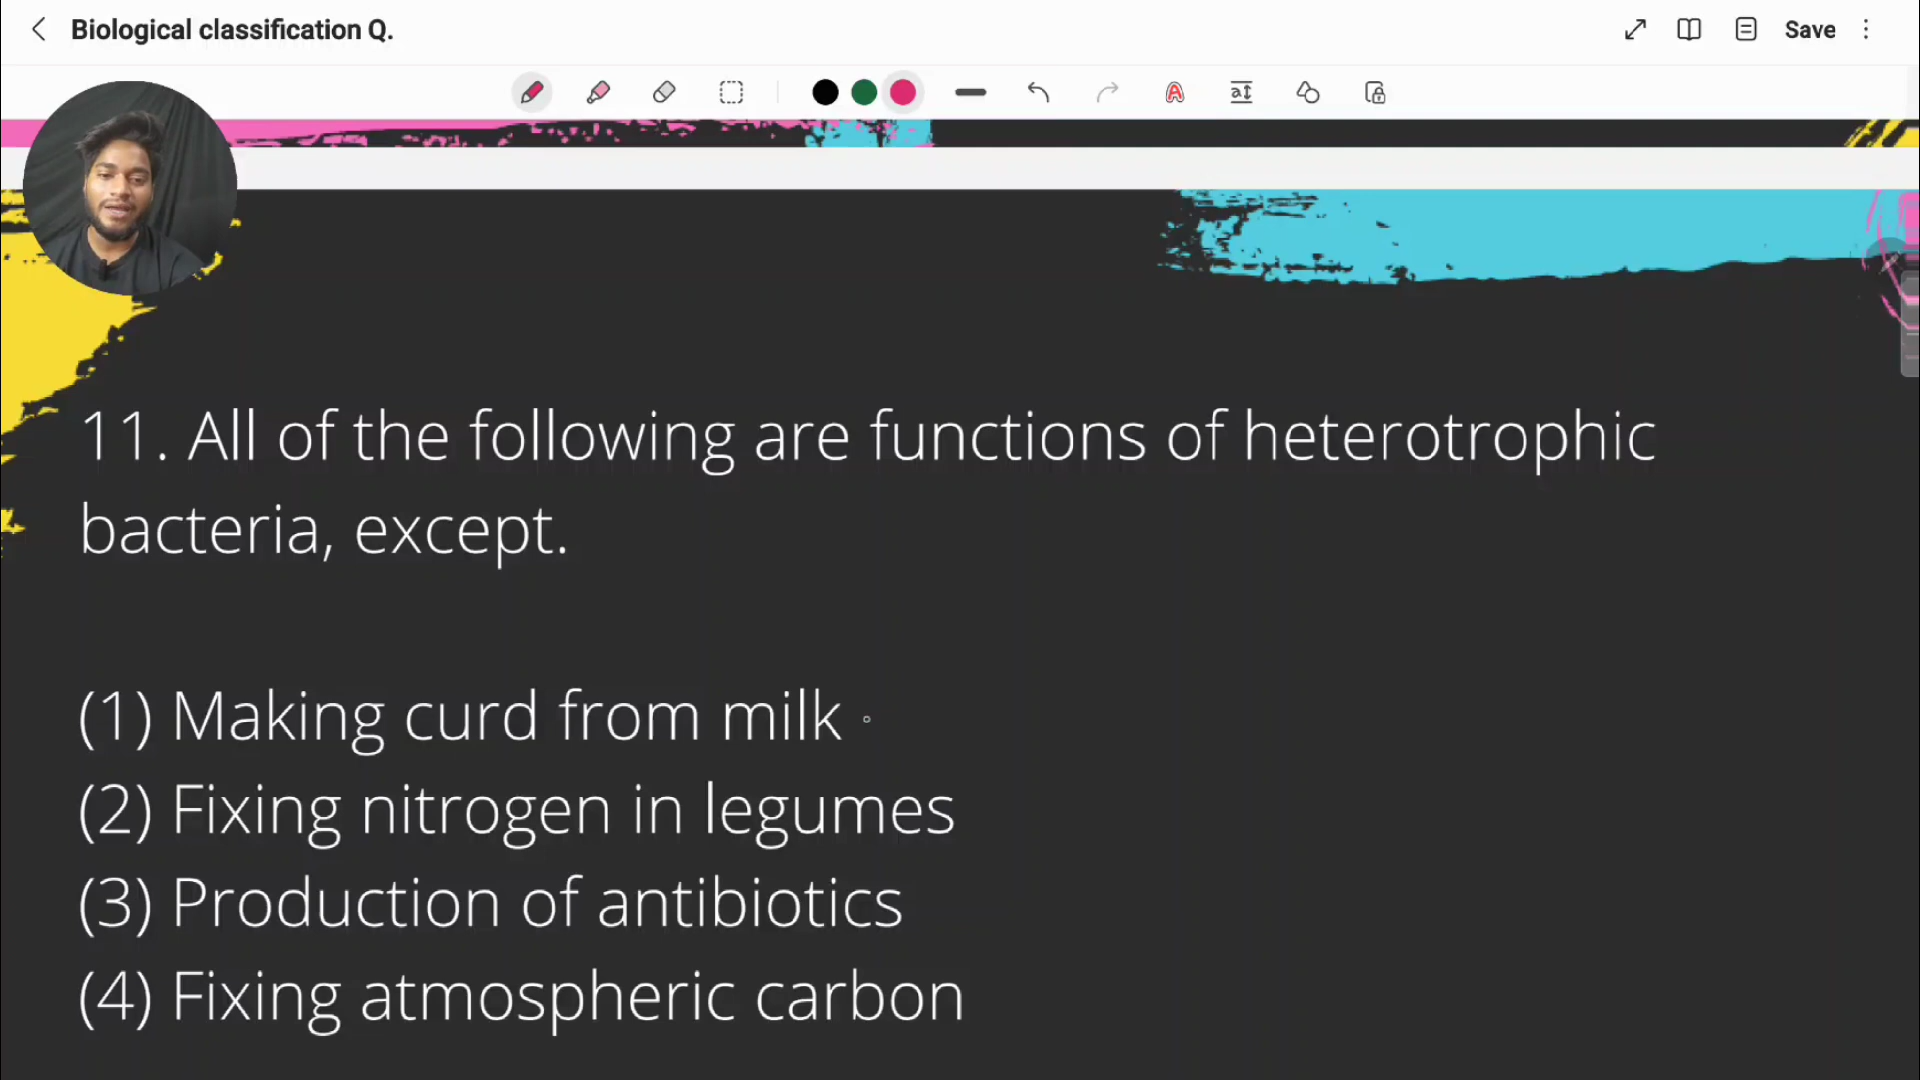 Biological classification Q.
Save
11. All of the following are functions of heterotrophic
bacteria, except.
(1) Making curd from milk
(2) Fixing nitrogen in legumes
(3) Production of antibiotics
(4) Fixing atmospheric carbon